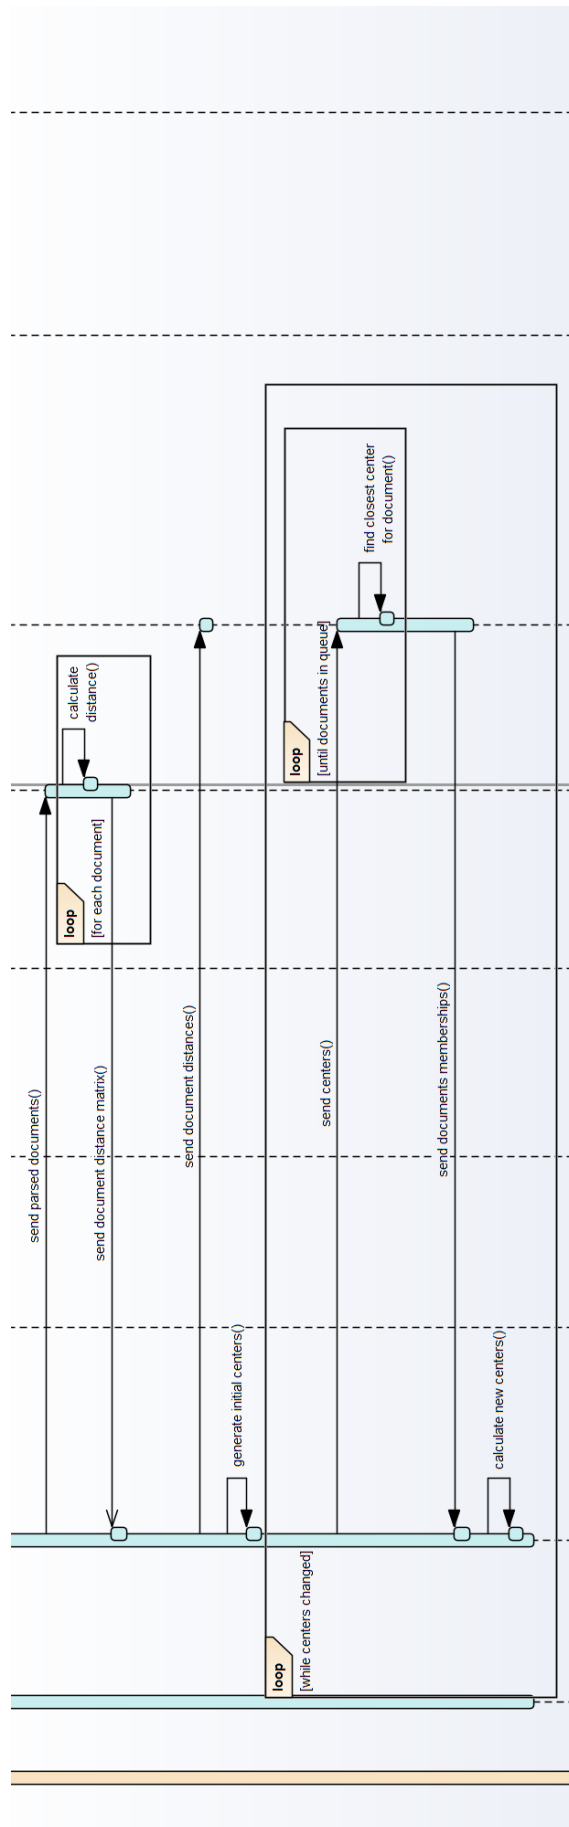 send parsed documents()
loop
[for each document]
calculate
distance()
send document distance matrix()
send document distances()
generate initial centers()
loop
[while centers changed]
loop
[until documents in queue]
send centers()
find closest center
for document()
send documents memberships()
calculate new centers()